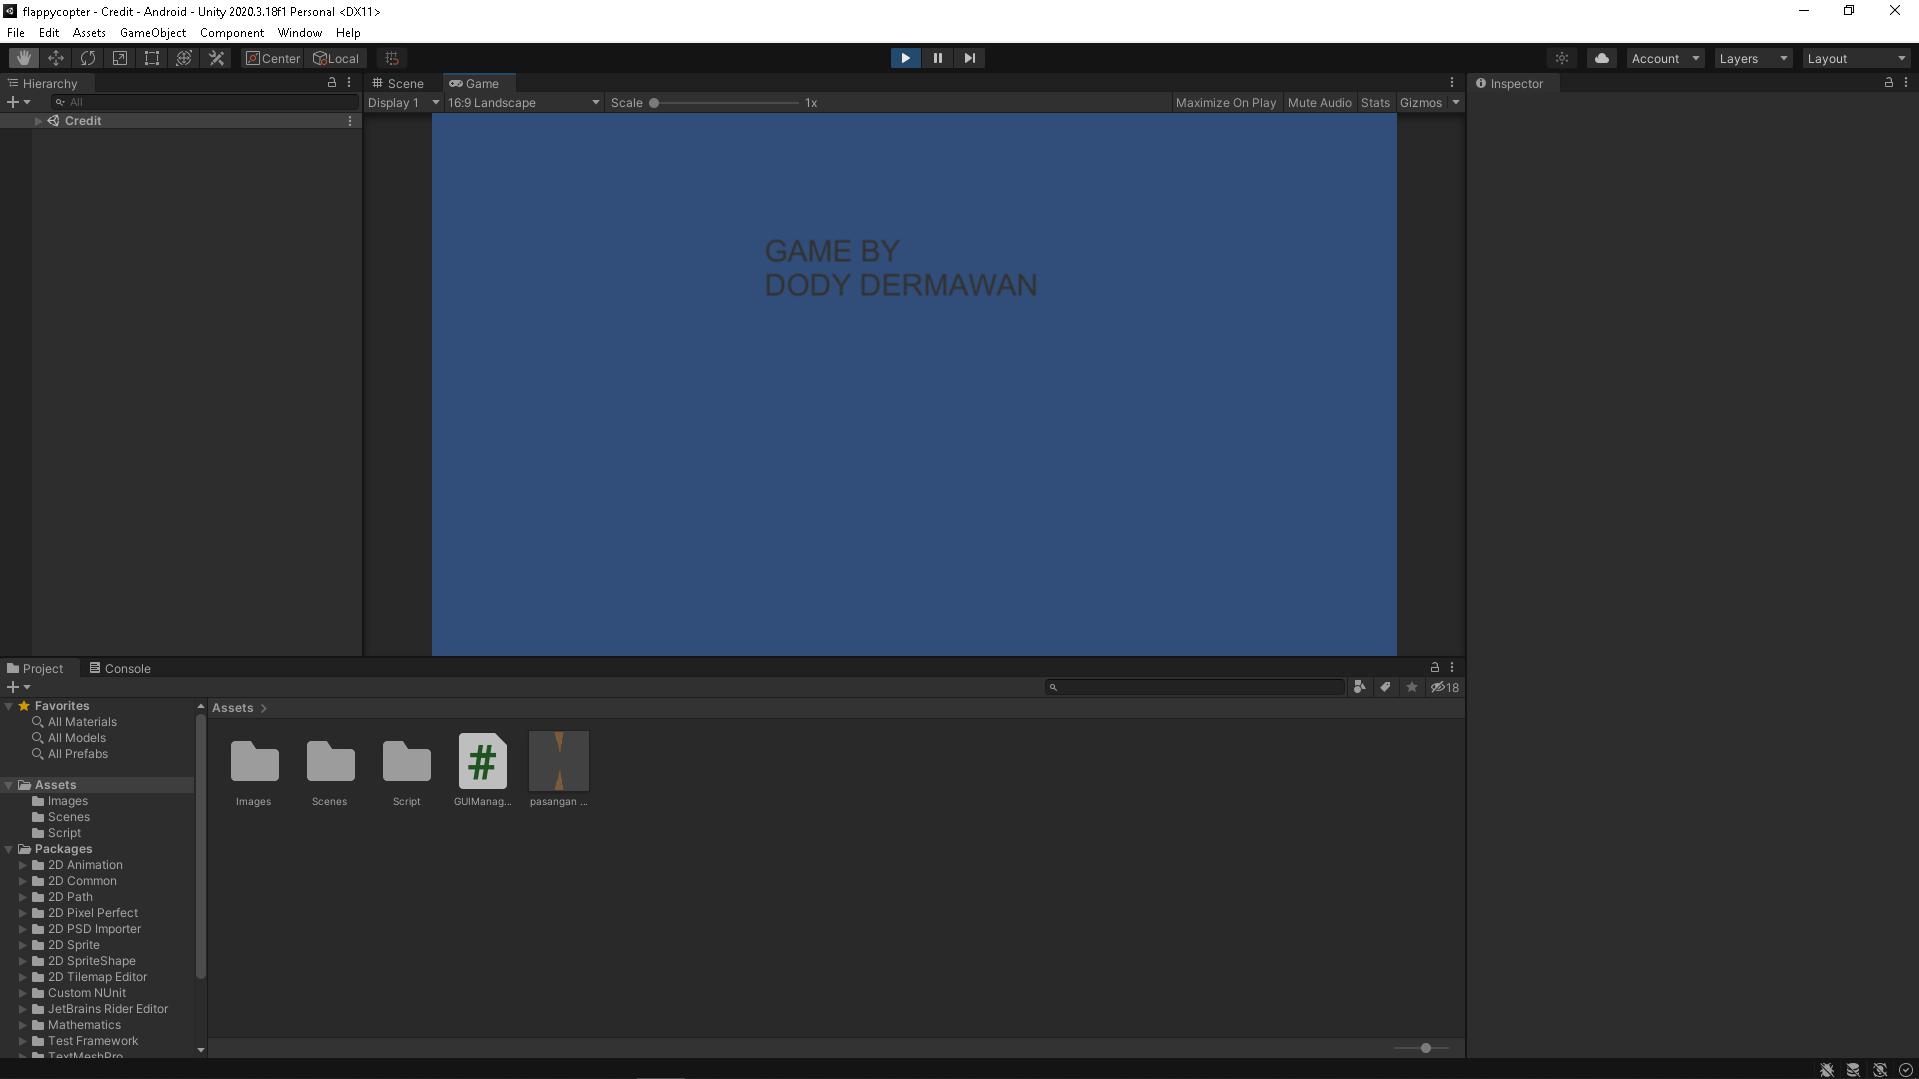 flappycopter - Credit - Android - Unity 2020.3.18f1 Personal <DX11>
File Edit Assets GameObject Component Window Help
Center Local
Account Layers Layout
Hierarchy
All
Credit
Scene Game
Display 1 16:9 Landscape Scale 1x Maximize On Play Mute Audio Stats Gizmos
GAME BY
DODY DERMAWAN
Inspector
Project Console
18
Favorites
All Materials
All Models
All Prefabs
Assets
Images
Scenes
Script
Packages
2D Animation
2D Common
2D Path
2D Pixel Perfect
2D PSD Importer
2D Sprite
2D SpriteShape
2D Tilemap Editor
Custom NUnit
JetBrains Rider Editor
Mathematics
Test Framework
TextMeshPro
Assets
Images Scenes Script GUIManag... pasangan ...